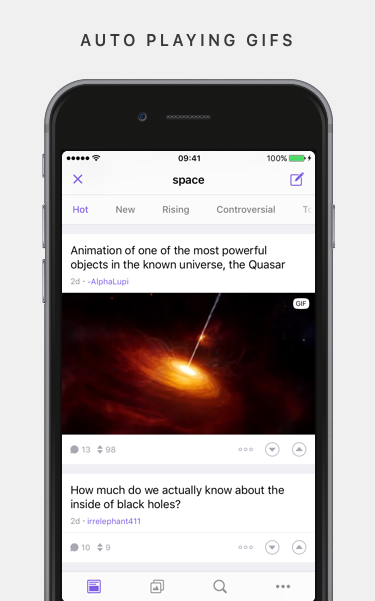 AUTO PLAYING GIFS
09:41
100%
space
Hot New Rising Controversial
Animation of one of the most powerful
objects in the known universe, the Quasar
2d - -AlphaLupi
GIF
13 98
How much do we actually know about the
inside of black holes?
2d - irrelephant411
10 9